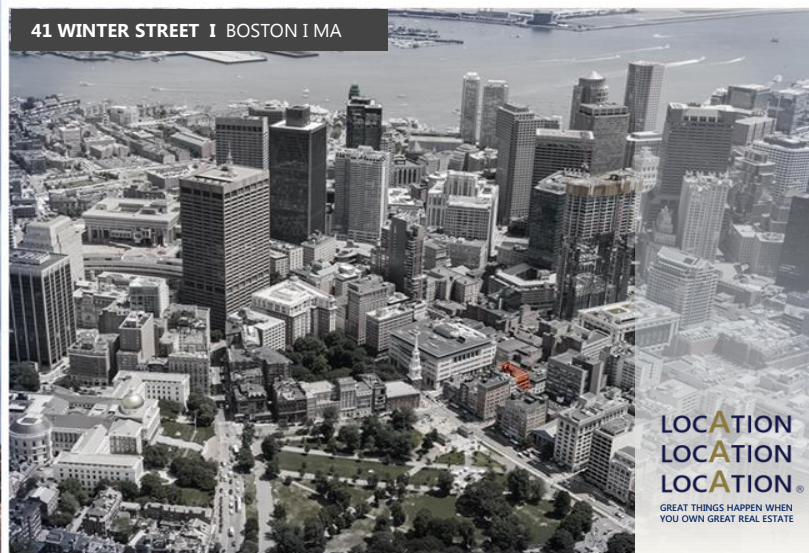 41 WINTER STREET I BOSTON I MA
LOCATION
LOCATION
LOCATION®
GREAT THINGS HAPPEN WHEN
YOU OWN GREAT REAL ESTATE